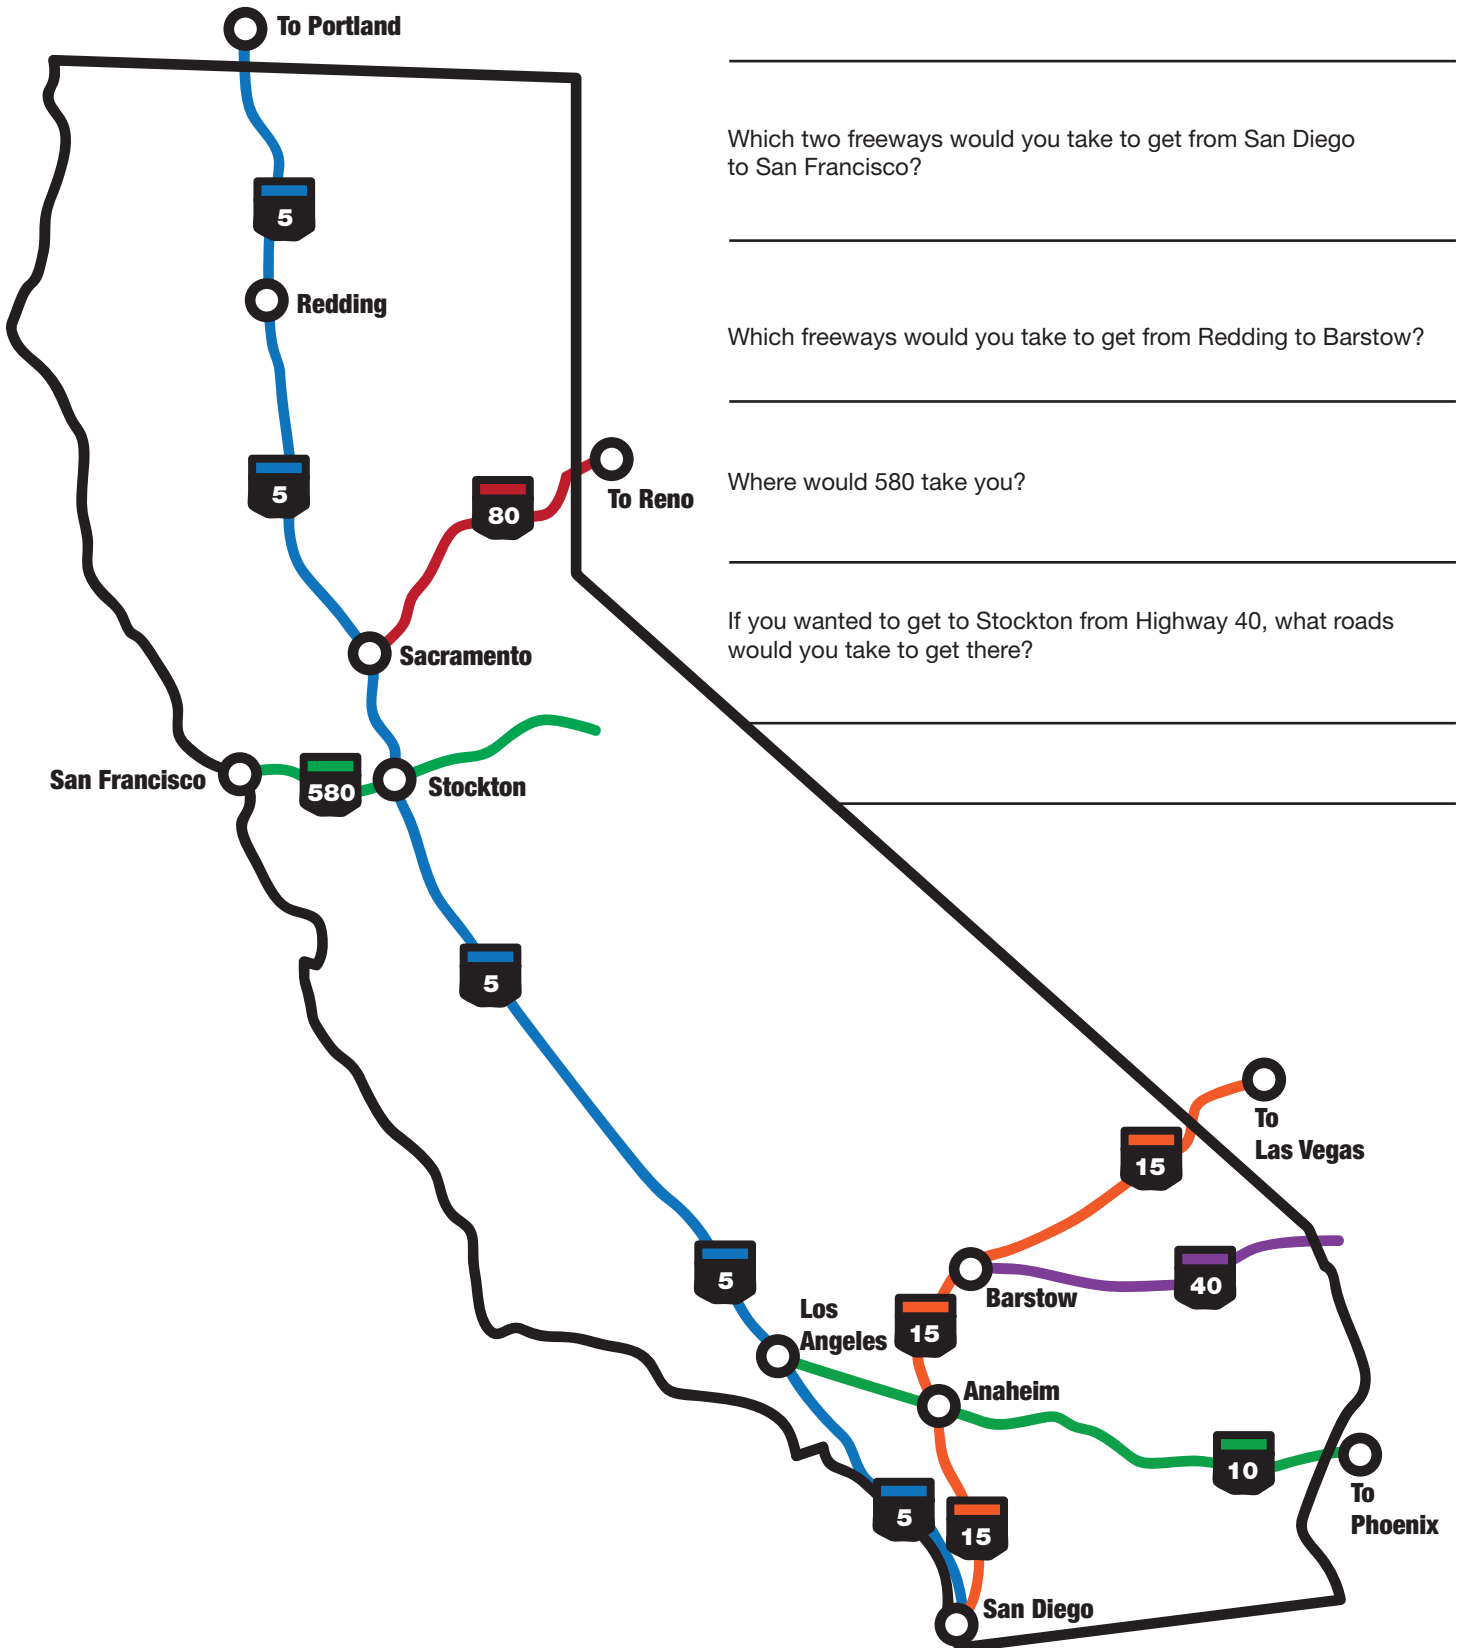 To Portland
Which two freeways would you take to get from San Diego
to San Francisco?
5
Redding
Which freeways would you take to get from Redding to Barstow?
5
80
To Reno
Where would 580 take you?
If you wanted to get to Stockton from Highway 40, what roads
would you take to get there?
Sacramento
San Francisco
580
Stockton
5
To
Las Vegas
15
5
40
Barstow
Los
Angeles
15
Anaheim
10
To
Phoenix
5
15
San Diego